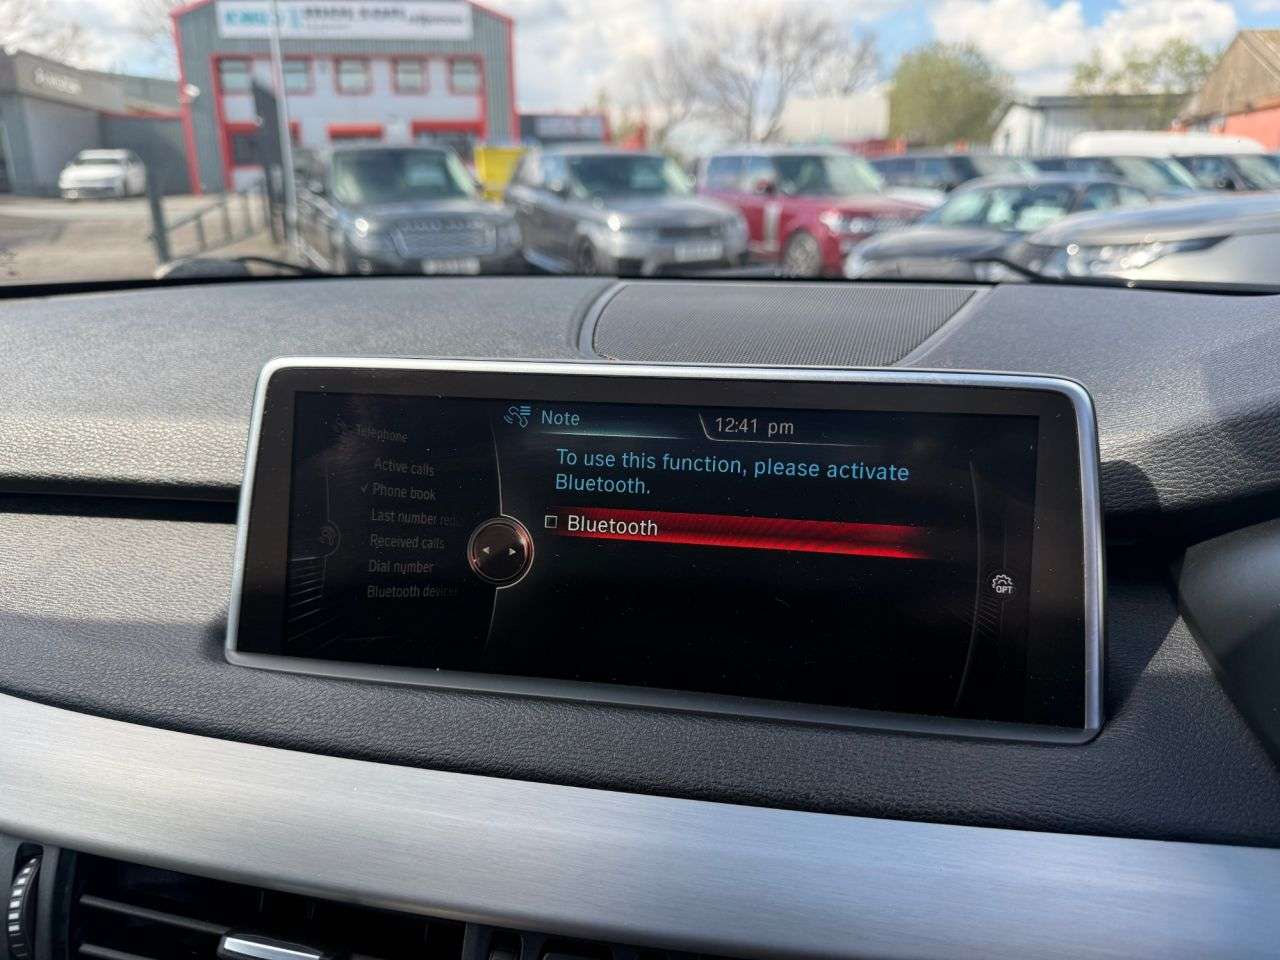 Telephone
Active calls
✓ Phone book
Last number
Received calls
Dial number
Bluetooth
Note
12:41 pm
To use this function, please activate
Bluetooth.
Bluetooth
OPT